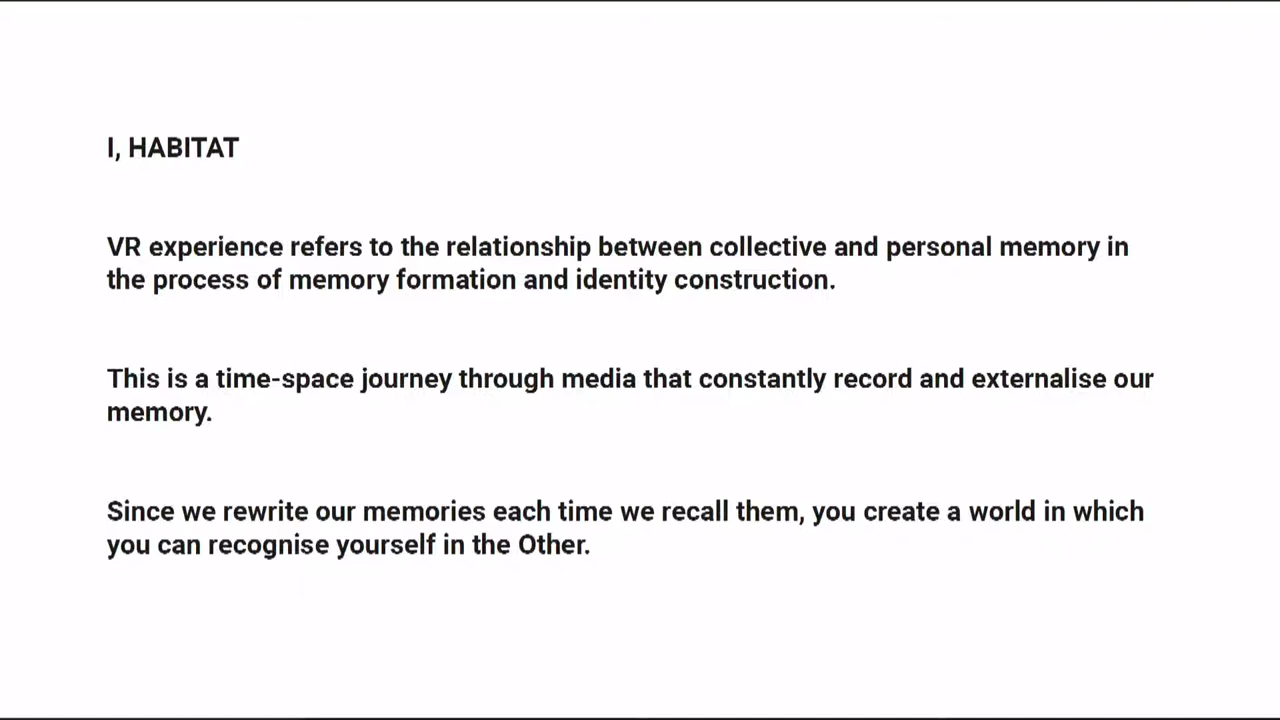 I, HABITAT
VR experience refers to the relationship between collective and personal memory in
the process of memory formation and identity construction.
This is a time-space journey through media that constantly record and externalise our
memory.
Since we rewrite our memories each time we recall them, you create a world in which
you can recognise yourself in the Other.